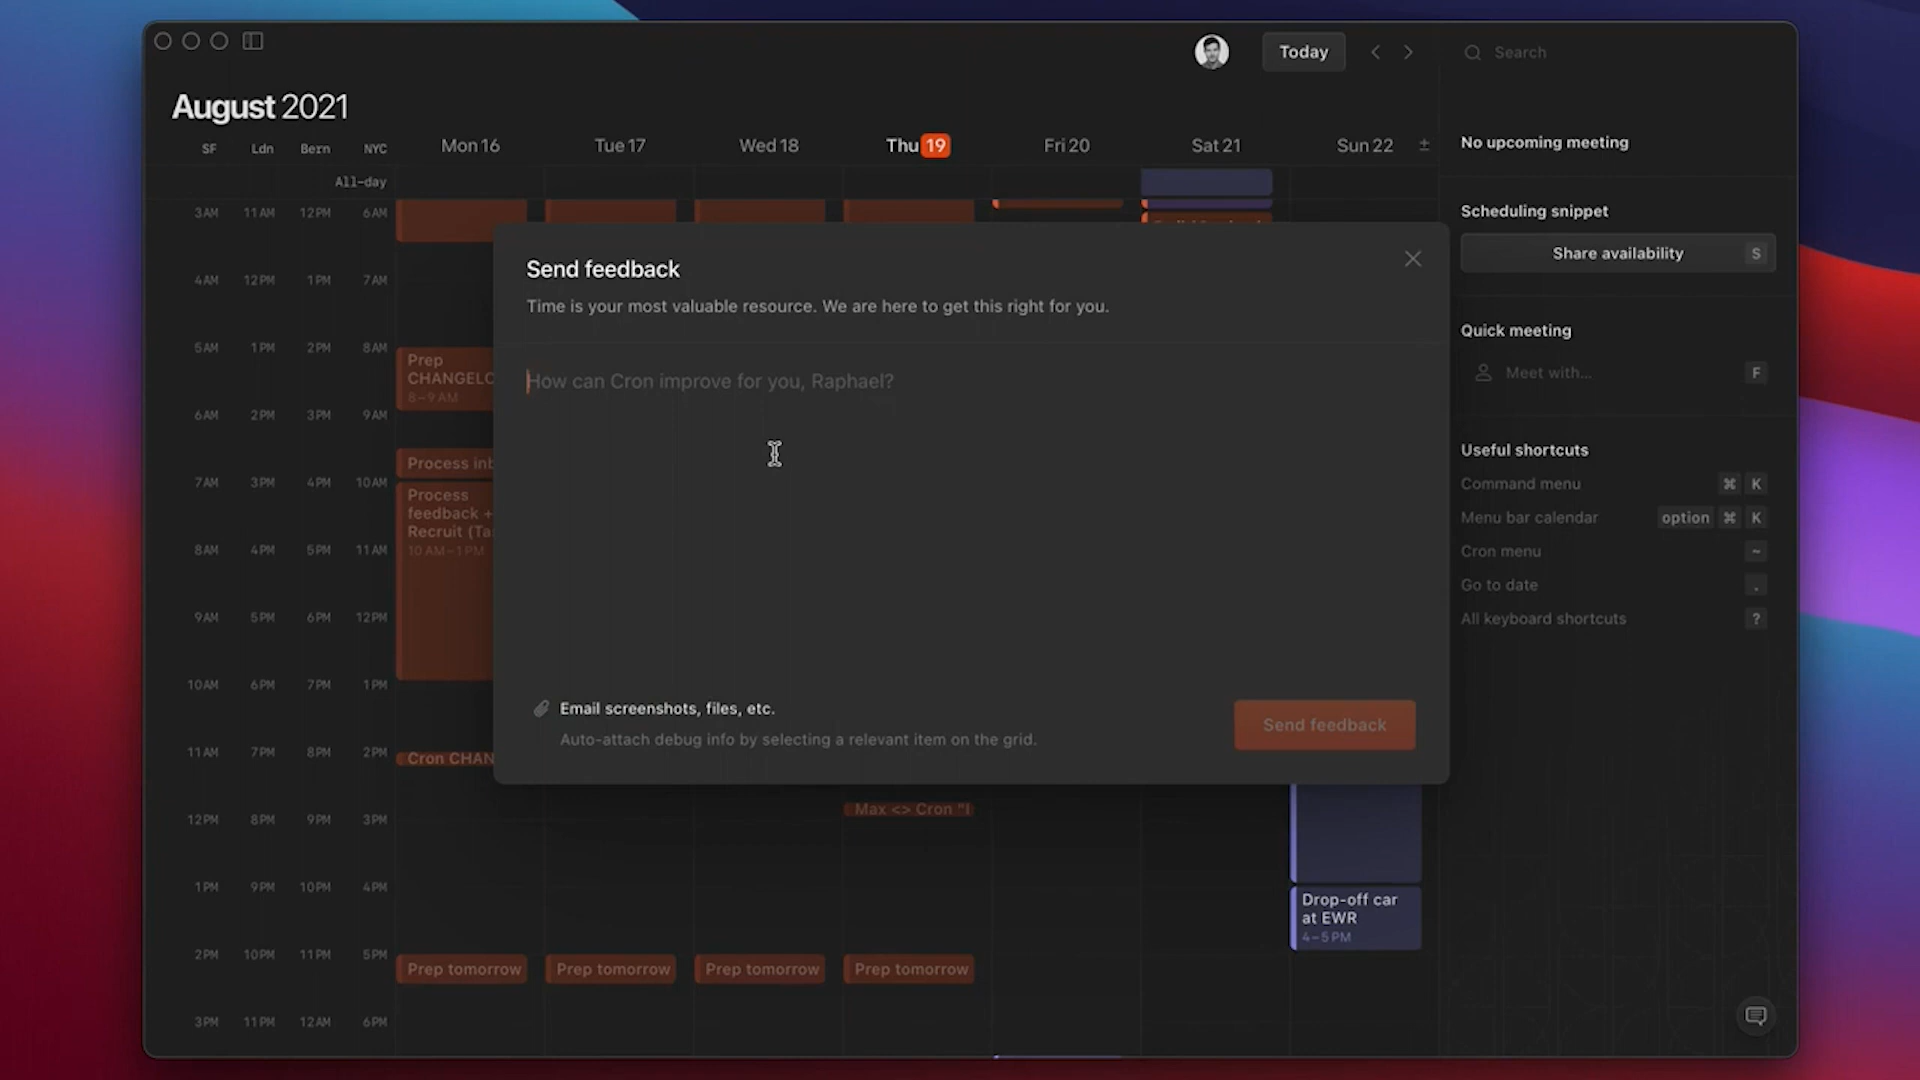 Today
Search
August 2021
SF Ldn Bern NYC
Mon 16 Tue 17 Wed 18 Thu 19 Fri 20 Sat 21 Sun 22 ±
All-day
3AM 11AM 12PM 6AM
4AM 12PM 1PM 7AM
5AM 1PM 2PM 8AM
6AM 2PM 3PM 9AM
7AM 3PM 4PM 10AM
8AM 4PM 5PM 11AM
9AM 5PM 6PM 12PM
10AM 6PM 7PM 1PM
11AM 7PM 8PM 2PM
12PM 8PM 9PM 3PM
1PM 9PM 10PM 4PM
2PM 10PM 11PM 5PM
3PM 11PM 12AM 6PM
Prep
CHANGELC
8–9AM
Process inb
Process
feedback +
Recruit (Ta
10AM–1PM
Cron CHAN
Max <> Cron "I
Prep tomorrow
Prep tomorrow
Prep tomorrow
Prep tomorrow
Drop-off car
at EWR
4–5PM
Send feedback
Time is your most valuable resource. We are here to get this right for you.
How can Cron improve for you, Raphael?
Email screenshots, files, etc.
Auto-attach debug info by selecting a relevant item on the grid.
Send feedback
No upcoming meeting
Scheduling snippet
Share availability S
Quick meeting
Meet with... F
Useful shortcuts
Command menu ⌘ K
Menu bar calendar option ⌘ K
Cron menu ~
Go to date .
All keyboard shortcuts ?